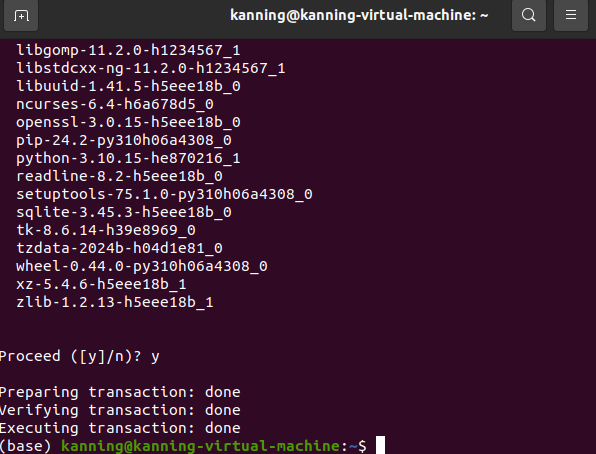 kanning@kanning-virtual-machine: ~
libgomp-11.2.0-h1234567_1
libstdcxx-ng-11.2.0-h1234567_1
libuuid-1.41.5-h5eee18b_0
ncurses-6.4-h6a678d5_0
openssl-3.0.15-h5eee18b_0
pip-24.2-py310h06a4308_0
python-3.10.15-he870216_1
readline-8.2-h5eee18b_0
setuptools-75.1.0-py310h06a4308_0
sqlite-3.45.3-h5eee18b_0
tk-8.6.14-h39e8969_0
tzdata-2024b-h04d1e81_0
wheel-0.44.0-py310h06a4308_0
xz-5.4.6-h5eee18b_1
zlib-1.2.13-h5eee18b_1
Proceed ([y]/n)? y
Preparing transaction: done
Verifying transaction: done
Executing transaction: done
(base) kanning@kanning-virtual-machine:~$